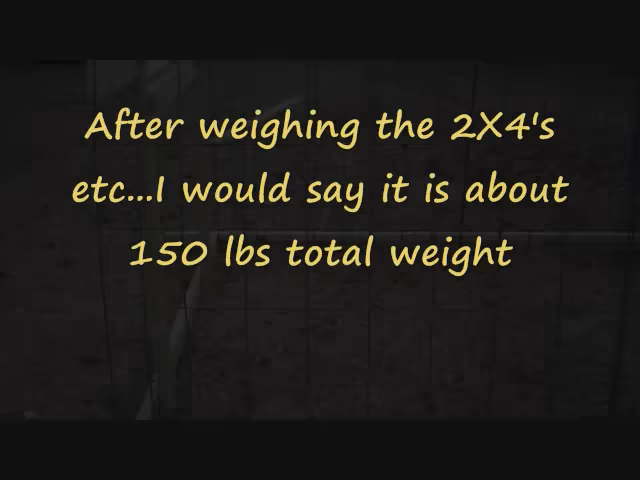 After weighing the 2X4's
etc...I would say it is about
150 lbs total weight